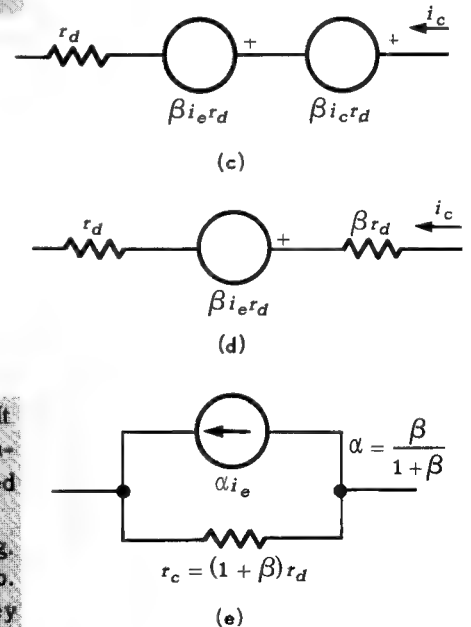 r_d + + i_c
βi_e r_d βi_c r_d
(c)
r_d + βr_d i_c
βi_e r_d
(d)
α = β / 1 + β
αi_e
r_c = (1 + β) r_d
(e)